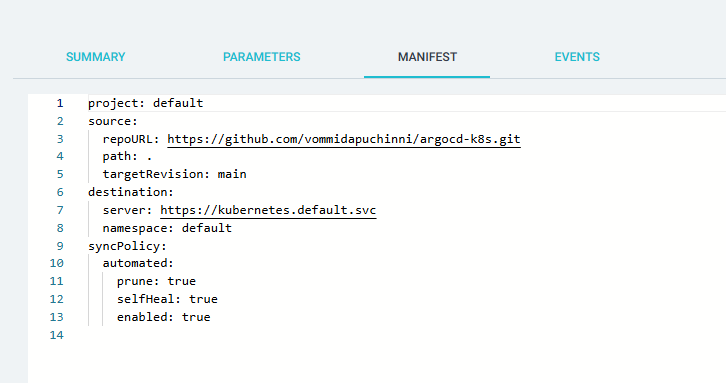 SUMMARY PARAMETERS MANIFEST EVENTS
1 project: default
2 source:
3 repoURL: https://github.com/vommidapuchinni/argocd-k8s.git
4 path: .
5 targetRevision: main
6 destination:
7 server: https://kubernetes.default.svc
8 namespace: default
9 syncPolicy:
10 automated:
11 prune: true
12 selfHeal: true
13 enabled: true
14